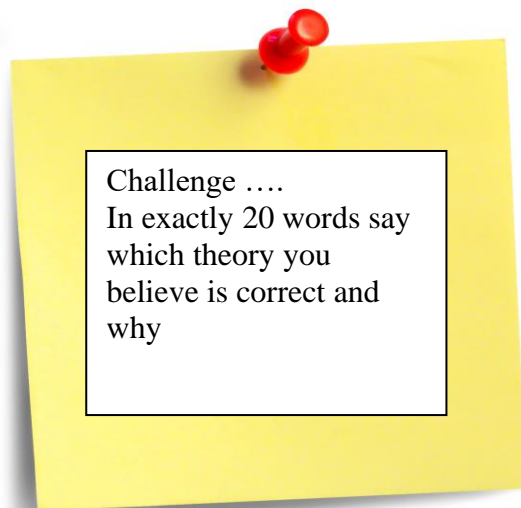 Challenge ….
In exactly 20 words say
which theory you
believe is correct and
why